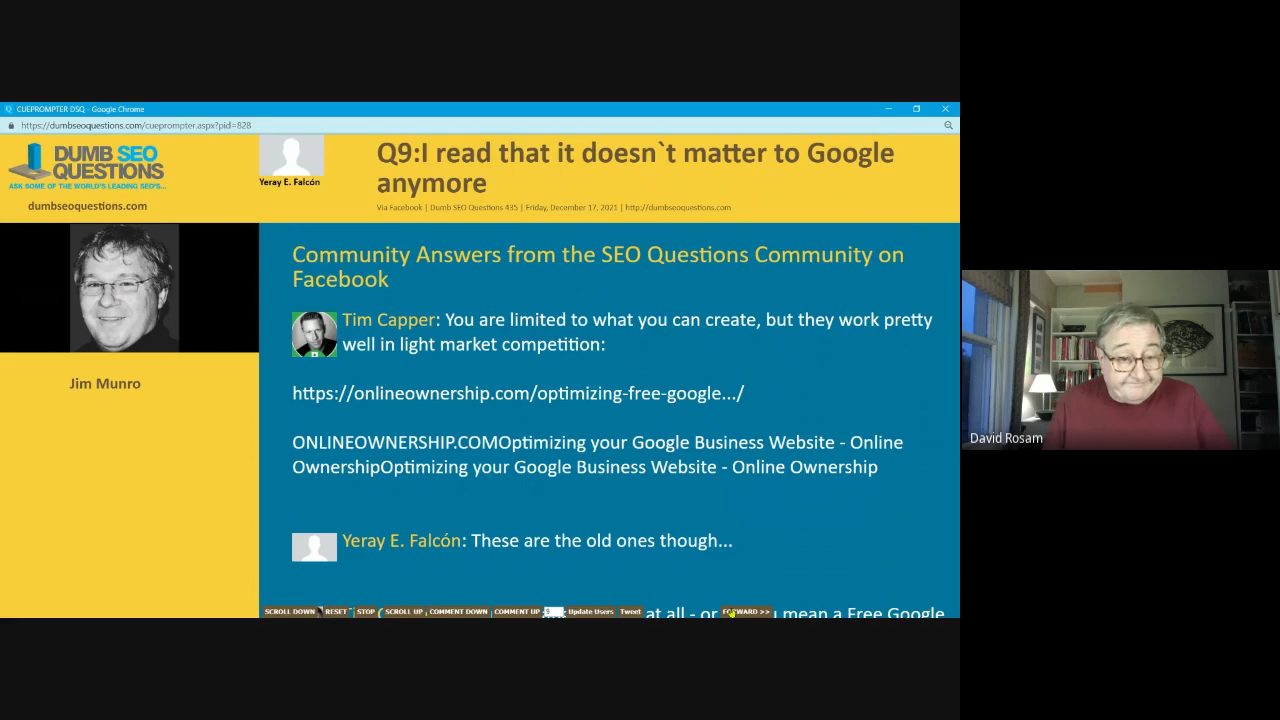 CUEPROMPTER DSQ - Google Chrome
https://dumbseoquestions.com/cueprompter.aspx?pid=828
DUMB SEO
QUESTIONS
ASK SOME OF THE WORLD'S LEADING SEO'S...
dumbseoquestions.com
Yeray E. Falcón
Q9:I read that it doesn`t matter to Google
anymore
Via Facebook | Dumb SEO Questions 435 | Friday, December 17, 2021 | http://dumbseoquestions.com
Jim Munro
Community Answers from the SEO Questions Community on
Facebook
Tim Capper: You are limited to what you can create, but they work pretty
well in light market competition:
https://onlineownership.com/optimizing-free-google.../
ONLINEOWNERSHIP.COMOptimizing your Google Business Website - Online
OwnershipOptimizing your Google Business Website - Online Ownership
Yeray E. Falcón: These are the old ones though...
at all - or mean a Free Google
SCROLL DOWN RESET STOP SCROLL UP COMMENT DOWN COMMENT UP Update Users Tweet FORWARD >>
David Rosam